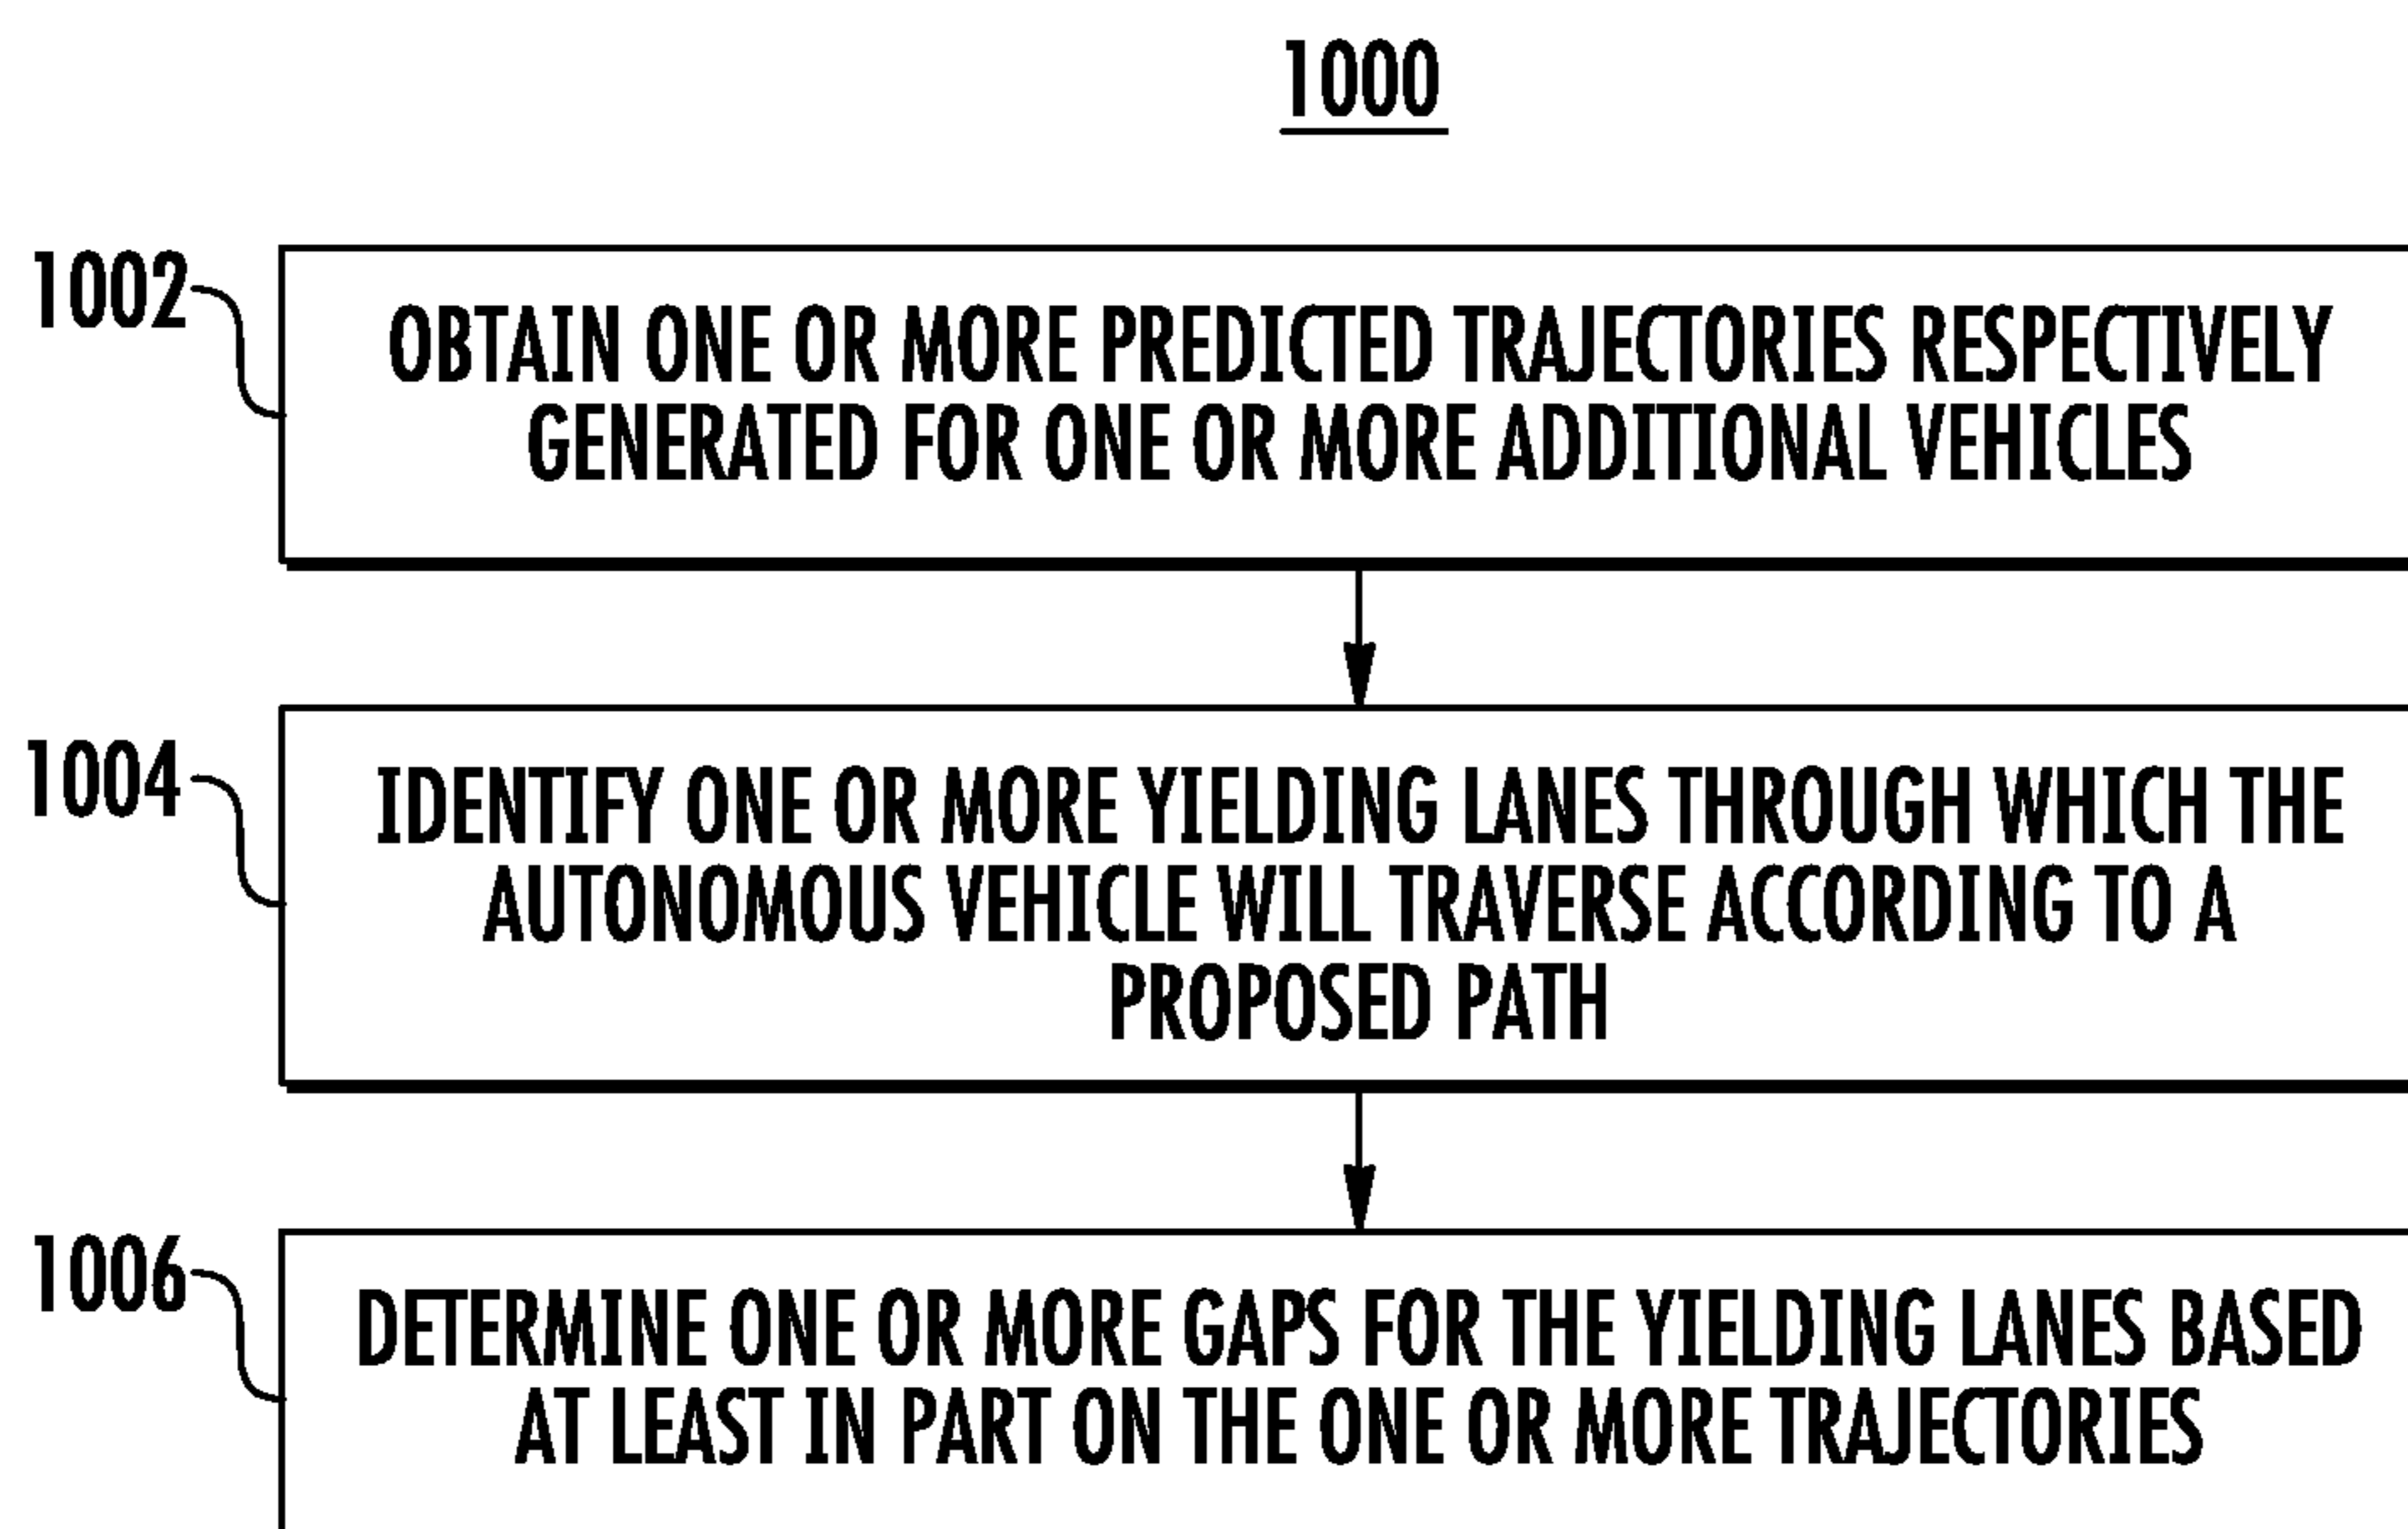 1000
1002
OBTAIN ONE OR MORE PREDICTED TRAJECTORIES RESPECTIVELY
GENERATED FOR ONE OR MORE ADDITIONAL VEHICLES
1004
IDENTIFY ONE OR MORE YIELDING LANES THROUGH WHICH THE
AUTONOMOUS VEHICLE WILL TRAVERSE ACCORDING TO A
PROPOSED PATH
1006
DETERMINE ONE OR MORE GAPS FOR THE YIELDING LANES BASED
AT LEAST IN PART ON THE ONE OR MORE TRAJECTORIES